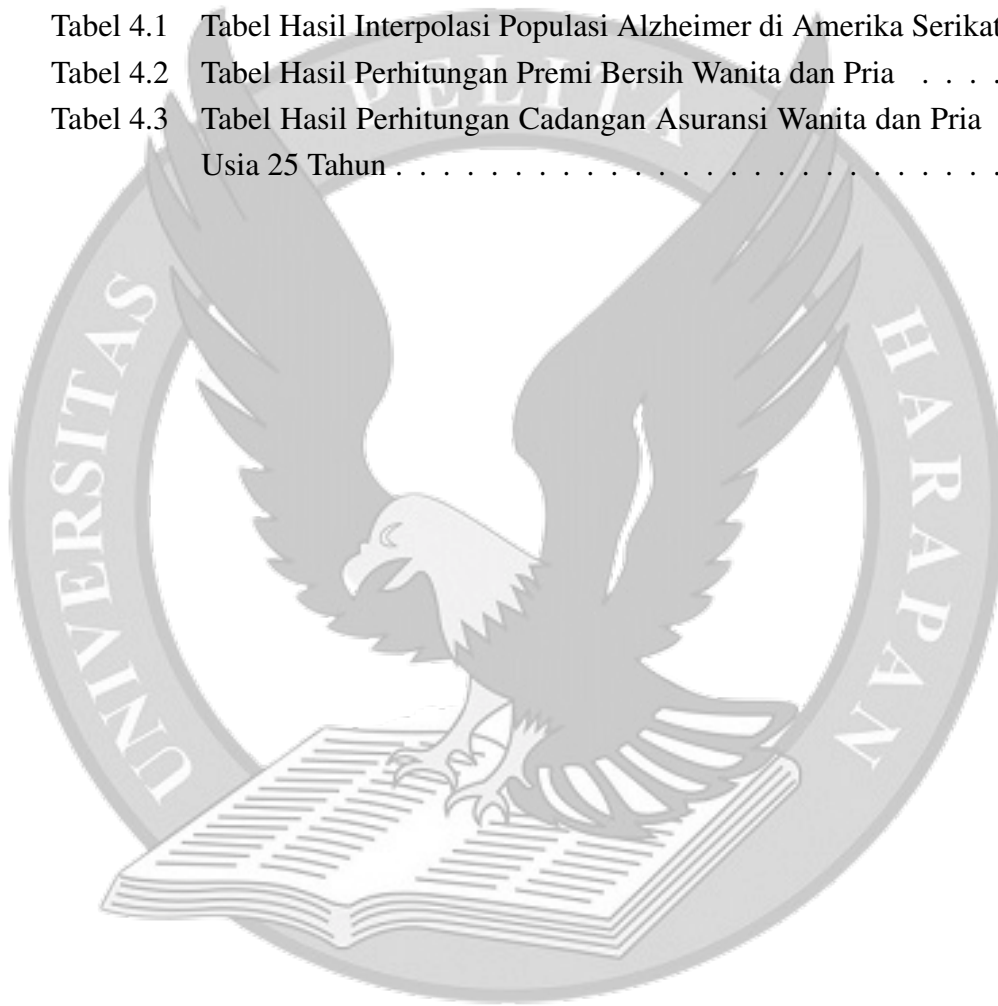 Tabel 4.1 Tabel Hasil Interpolasi Populasi Alzheimer di Amerika Serikat
Tabel 4.2 Tabel Hasil Perhitungan Premi Bersih Wanita dan Pria . . . .
Tabel 4.3 Tabel Hasil Perhitungan Cadangan Asuransi Wanita dan Pria
Usia 25 Tahun . . . . . . . . . . . . . . . . . . . . . . . . . .
UNIVERSITAS
PELITA
HARAPAN